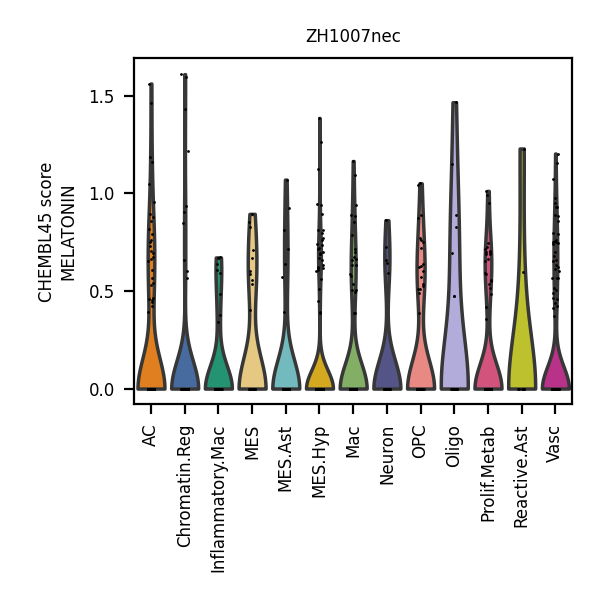 ZH1007nec
CHEMBL45 score
MELATONIN
1.5
1.0
0.5
0.0
AC
Chromatin.Reg
Inflammatory.Mac
MES
MES.Ast
MES.Hyp
Mac
Neuron
OPC
Oligo
Prolif.Metab
Reactive.Ast
Vasc